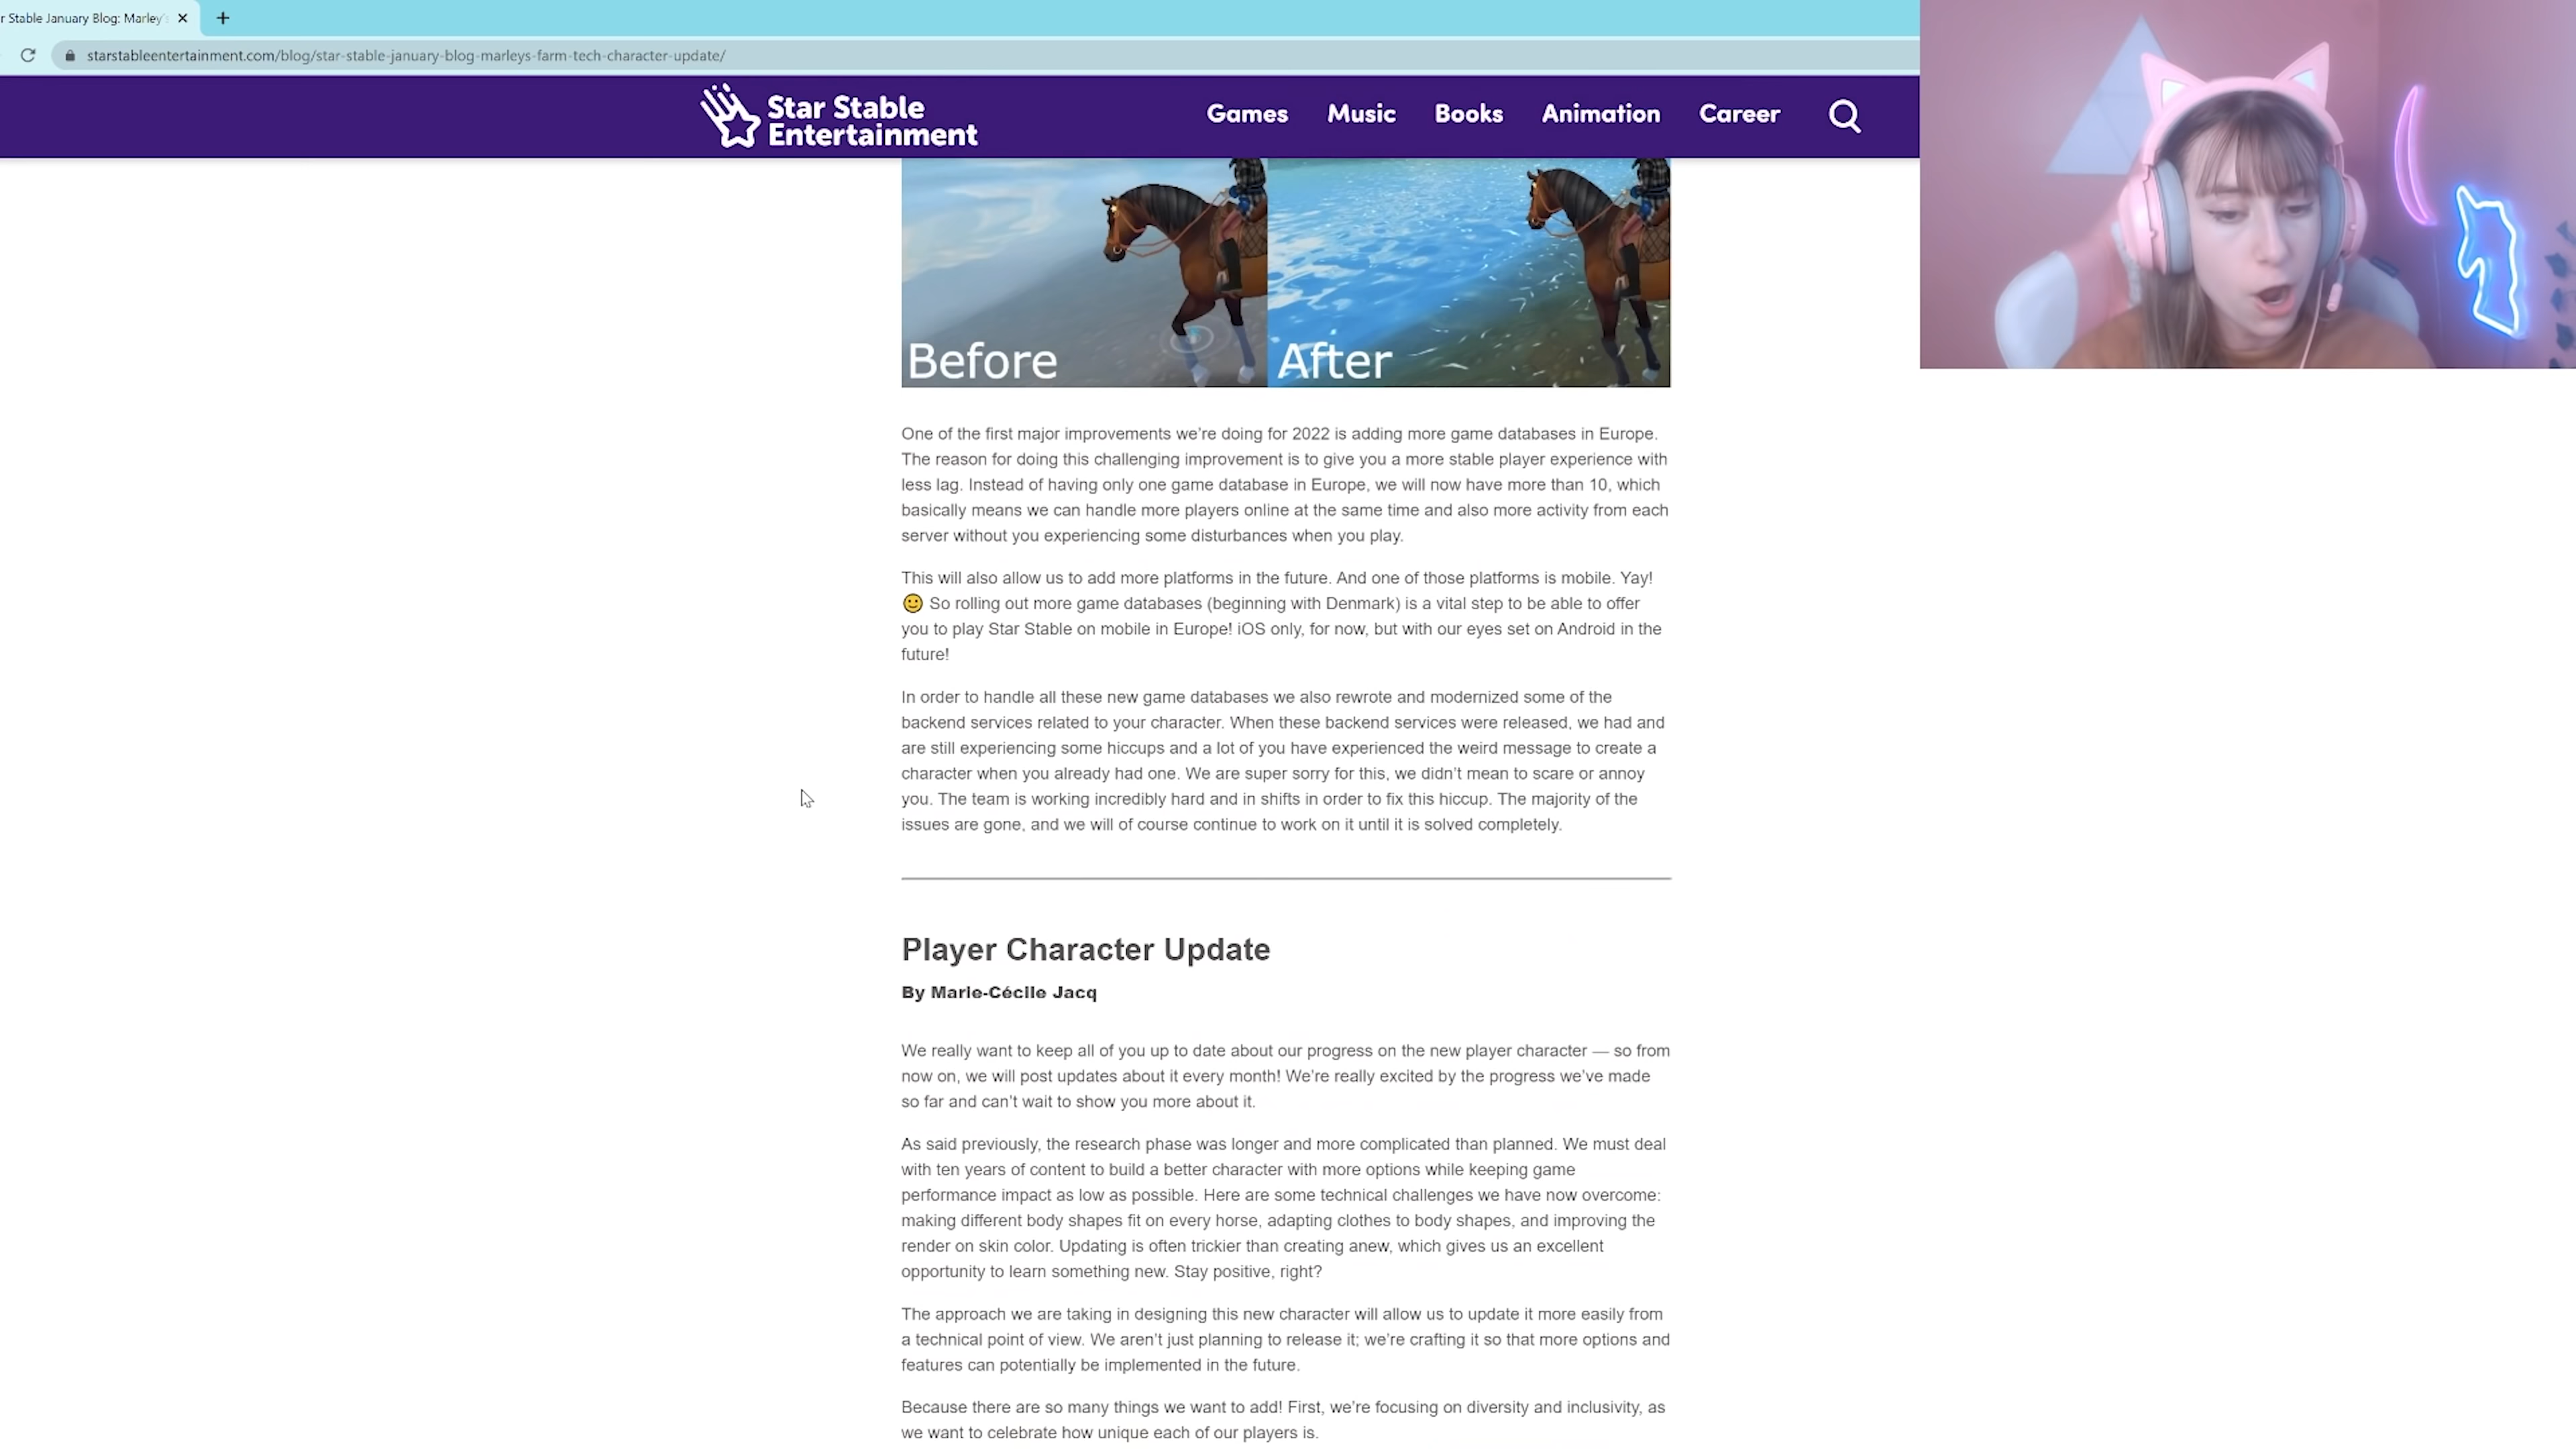 r Stable January Blog: Marley's
starstableentertainment.com/blog/star-stable-january-blog-marleys-farm-tech-character-update/
Star Stable
Entertainment
Games Music Books Animation Career
Before After
One of the first major improvements we're doing for 2022 is adding more game databases in Europe.
The reason for doing this challenging improvement is to give you a more stable player experience with
less lag. Instead of having only one game database in Europe, we will now have more than 10, which
basically means we can handle more players online at the same time and also more activity from each
server without you experiencing some disturbances when you play.
This will also allow us to add more platforms in the future. And one of those platforms is mobile. Yay!
🙂 So rolling out more game databases (beginning with Denmark) is a vital step to be able to offer
you to play Star Stable on mobile in Europe! iOS only, for now, but with our eyes set on Android in the
future!
In order to handle all these new game databases we also rewrote and modernized some of the
backend services related to your character. When these backend services were released, we had and
are still experiencing some hiccups and a lot of you have experienced the weird message to create a
character when you already had one. We are super sorry for this, we didn't mean to scare or annoy
you. The team is working incredibly hard and in shifts in order to fix this hiccup. The majority of the
issues are gone, and we will of course continue to work on it until it is solved completely.
Player Character Update
By Marie-Cécile Jacq
We really want to keep all of you up to date about our progress on the new player character — so from
now on, we will post updates about it every month! We're really excited by the progress we've made
so far and can't wait to show you more about it.
As said previously, the research phase was longer and more complicated than planned. We must deal
with ten years of content to build a better character with more options while keeping game
performance impact as low as possible. Here are some technical challenges we have now overcome:
making different body shapes fit on every horse, adapting clothes to body shapes, and improving the
render on skin color. Updating is often trickier than creating anew, which gives us an excellent
opportunity to learn something new. Stay positive, right?
The approach we are taking in designing this new character will allow us to update it more easily from
a technical point of view. We aren't just planning to release it; we're crafting it so that more options and
features can potentially be implemented in the future.
Because there are so many things we want to add! First, we're focusing on diversity and inclusivity, as
we want to celebrate how unique each of our players is.